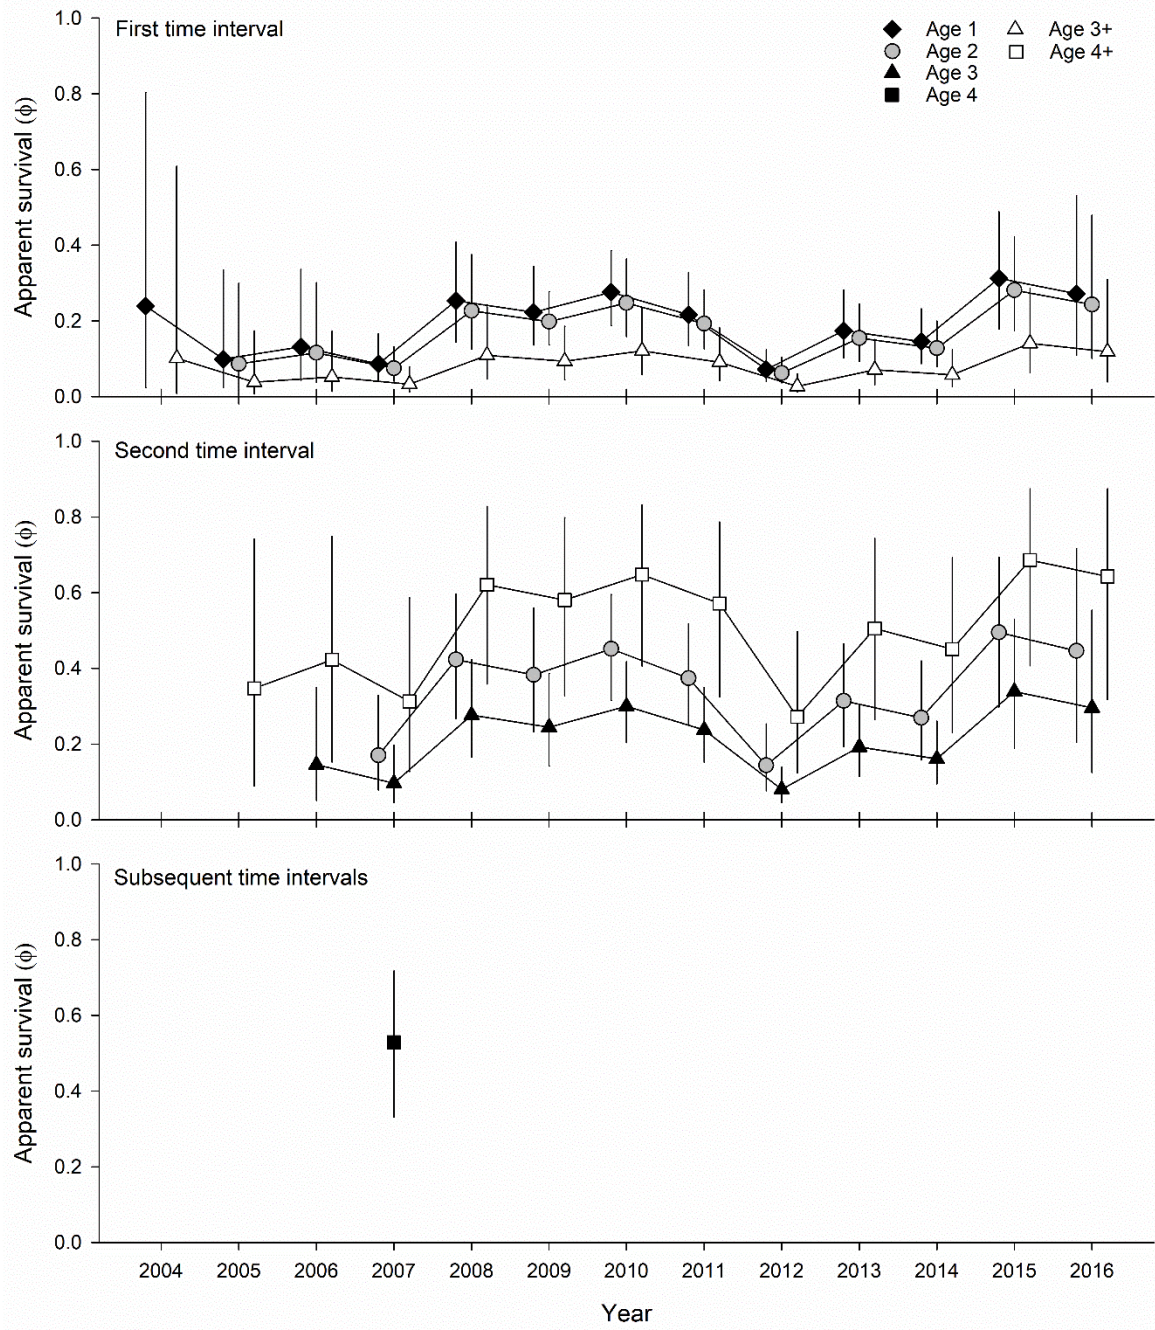 First time interval
Age 1
Age 3+
Age 2
Age 4+
Age 3
Age 4
Apparent survival (ϕ)
1.0
0.8
0.6
0.4
0.2
0.0
Second time interval
Apparent survival (ϕ)
1.0
0.8
0.6
0.4
0.2
0.0
Subsequent time intervals
Apparent survival (ϕ)
1.0
0.8
0.6
0.4
0.2
0.0
2004 2005 2006 2007 2008 2009 2010 2011 2012 2013 2014 2015 2016
Year